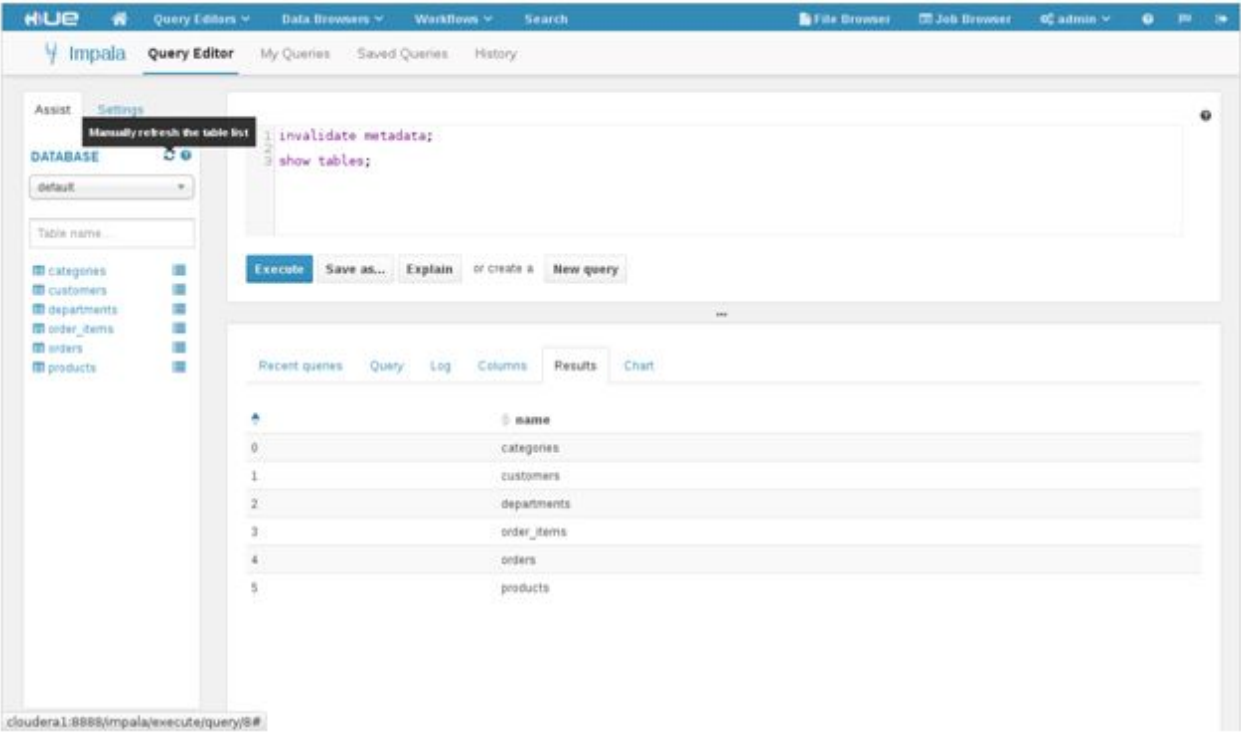 HUE Query Editors Data Browsers Workflows Search File Browser Job Browser admin
Impala Query Editor My Queries Saved Queries History
Assist Settings
Manually refresh the table list
DATABASE
default
Table name...
categories
customers
departments
order_items
orders
products
1 invalidate metadata;
2
3 show tables;
Execute Save as... Explain or create a New query
Recent queries Query Log Columns Results Chart
name
0 categories
1 customers
2 departments
3 order_items
4 orders
5 products
cloudera1:8888/impala/execute/query/8#